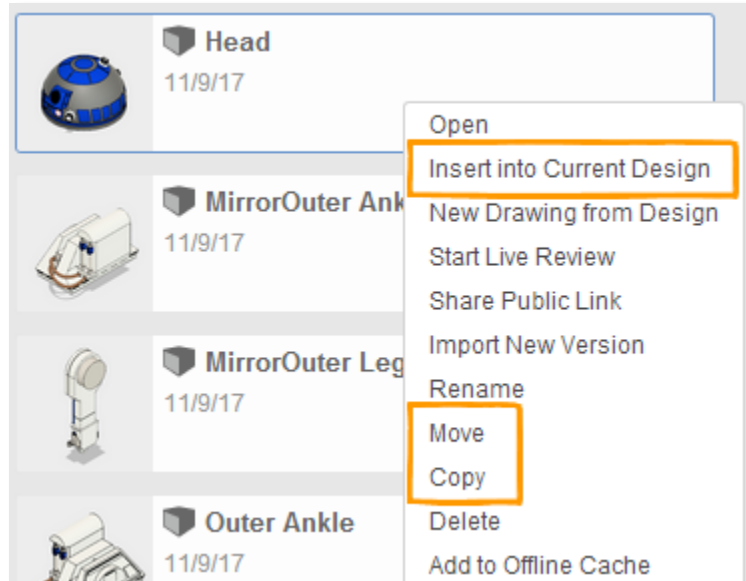 Head
11/9/17
Open
Insert into Current Design
MirrorOuter Ank
New Drawing from Design
11/9/17
Start Live Review
Share Public Link
Import New Version
MirrorOuter Leg
Rename
11/9/17
Move
Copy
Outer Ankle
Delete
11/9/17
Add to Offline Cache